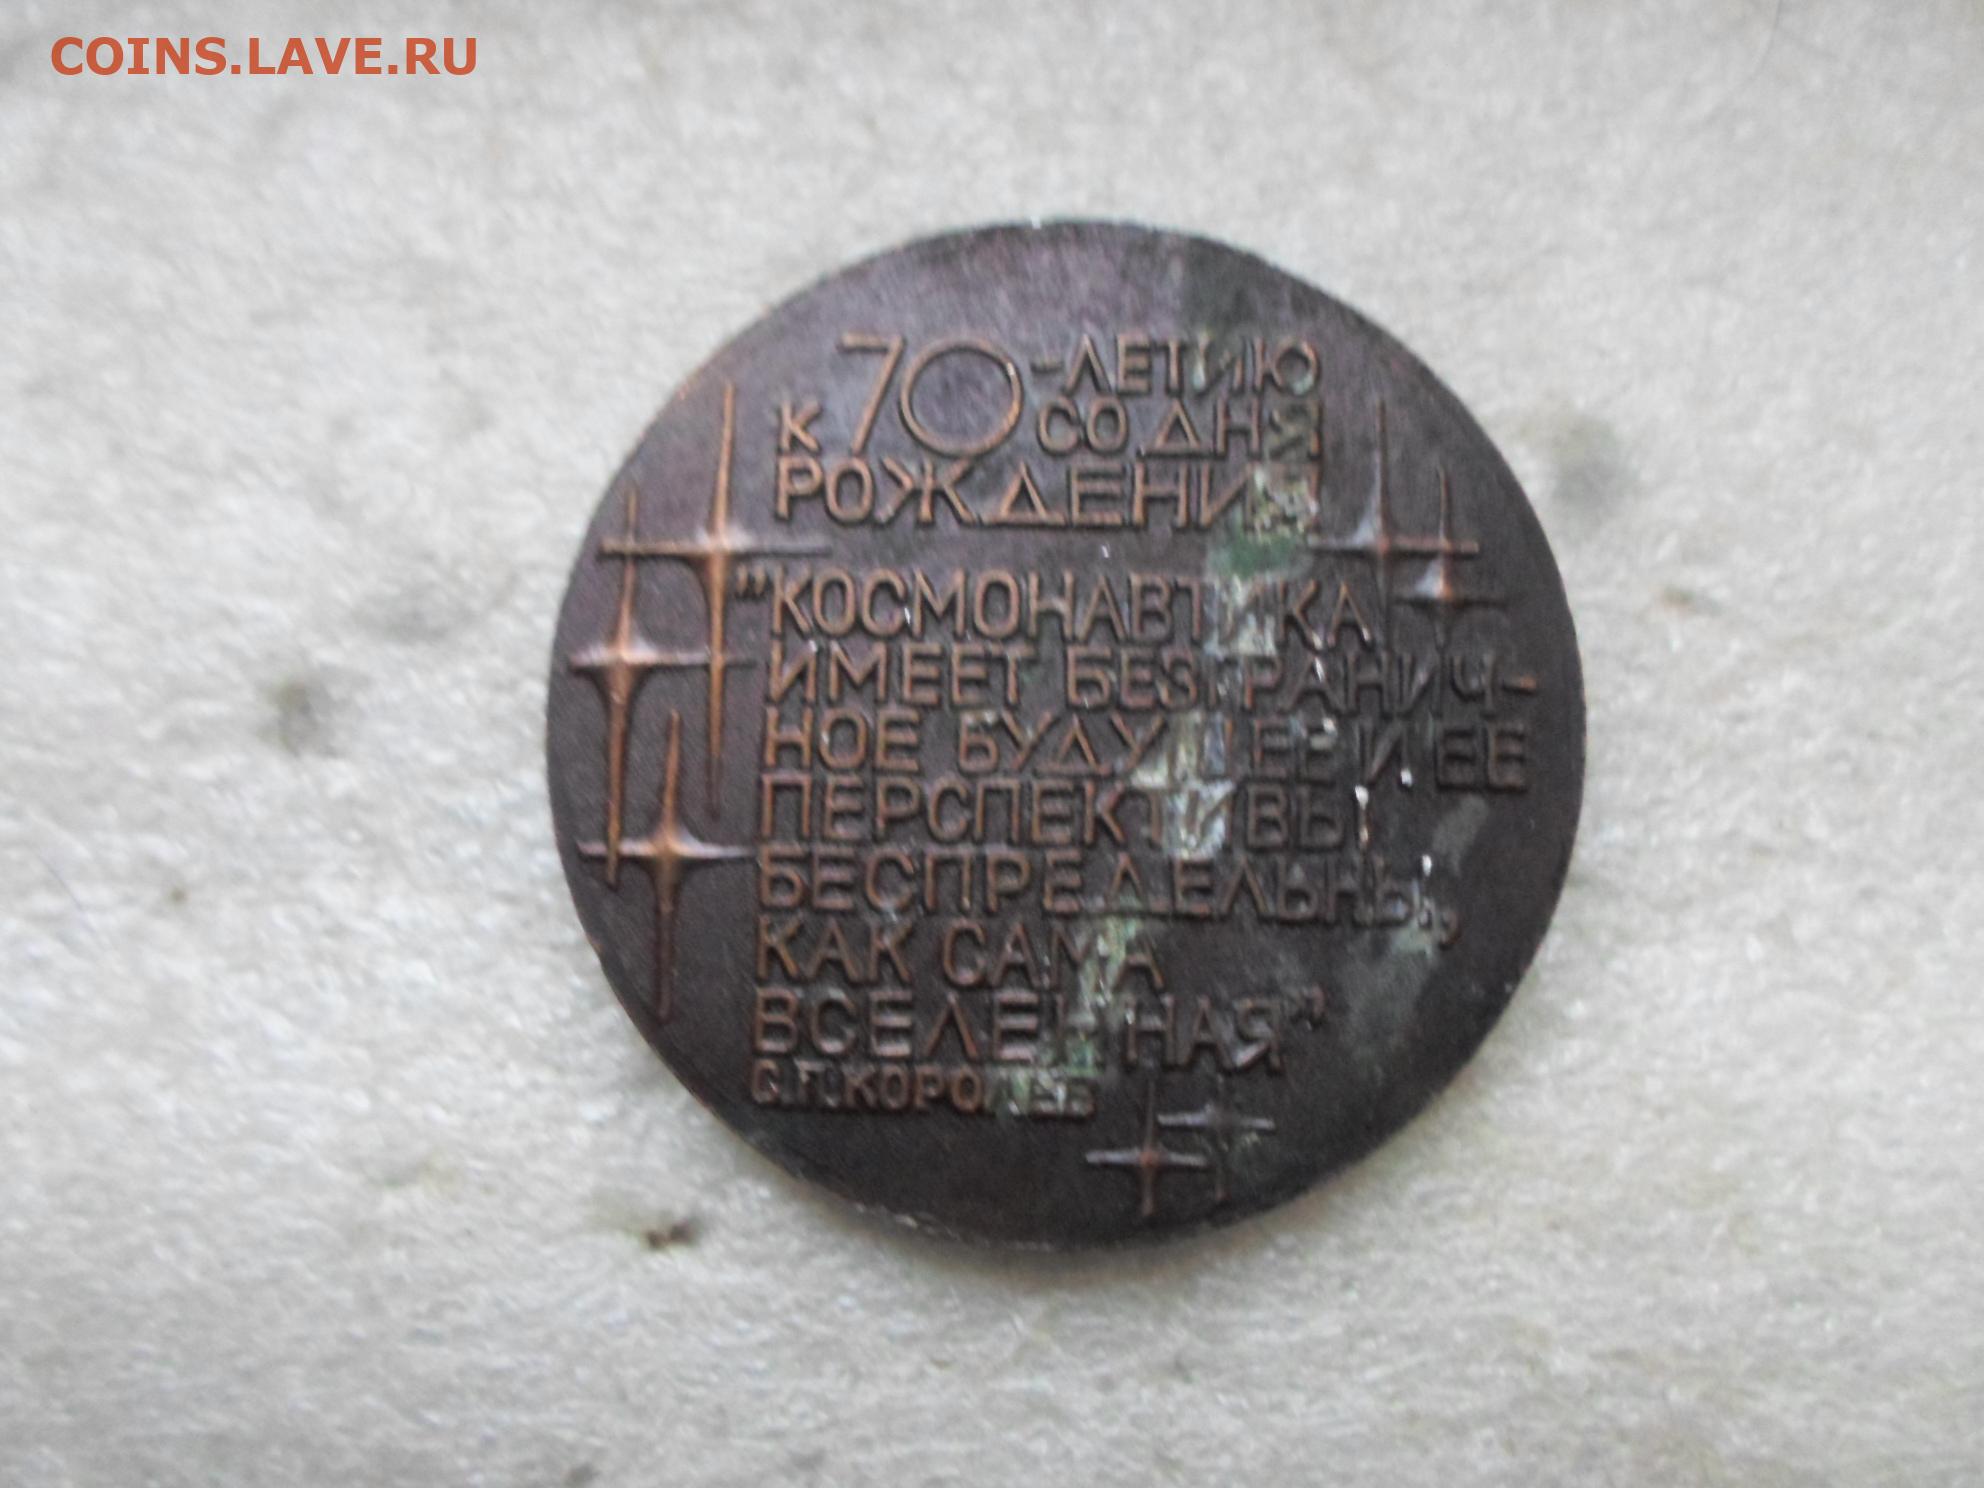 COINS.LAVE.RU
К 70-ЛЕТИЮ
СО ДНЯ
РОЖДЕНИЯ
"КОСМОНАВТИКА
ИМЕЕТ БЕЗГРАНИЧ-
НОЕ БУДУЩЕЕ И ЕЕ
ПЕРСПЕКТИВЫ
БЕСПРЕДЕЛЬНЫ,
КАК САМА
ВСЕЛЕННАЯ"
С.П.КОРОЛЕВ